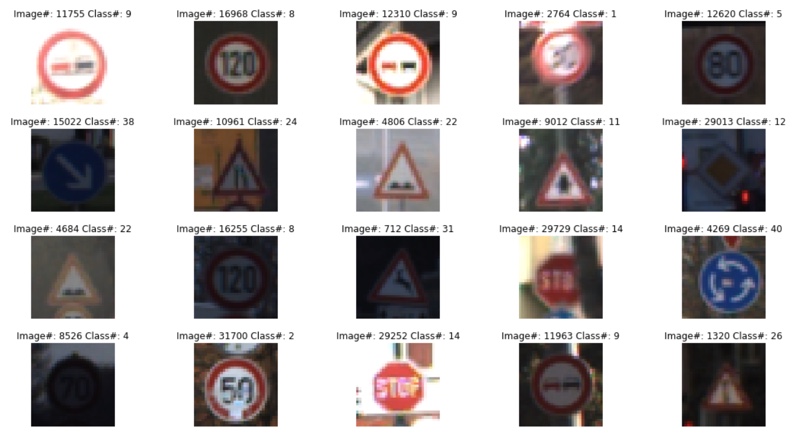 Image#: 11755 Class#: 9
Image#: 16968 Class#: 8
Image#: 12310 Class#: 9
Image#: 2764 Class#: 1
Image#: 12620 Class#: 5
120
80
Image#: 15022 Class#: 38
Image#: 10961 Class#: 24
Image#: 4806 Class#: 22
Image#: 9012 Class#: 11
Image#: 29013 Class#: 12
Image#: 4684 Class#: 22
Image#: 16255 Class#: 8
Image#: 712 Class#: 31
Image#: 29729 Class#: 14
Image#: 4269 Class#: 40
120
Image#: 8526 Class#: 4
Image#: 31700 Class#: 2
Image#: 29252 Class#: 14
Image#: 11963 Class#: 9
Image#: 1320 Class#: 26
70
50
STOP